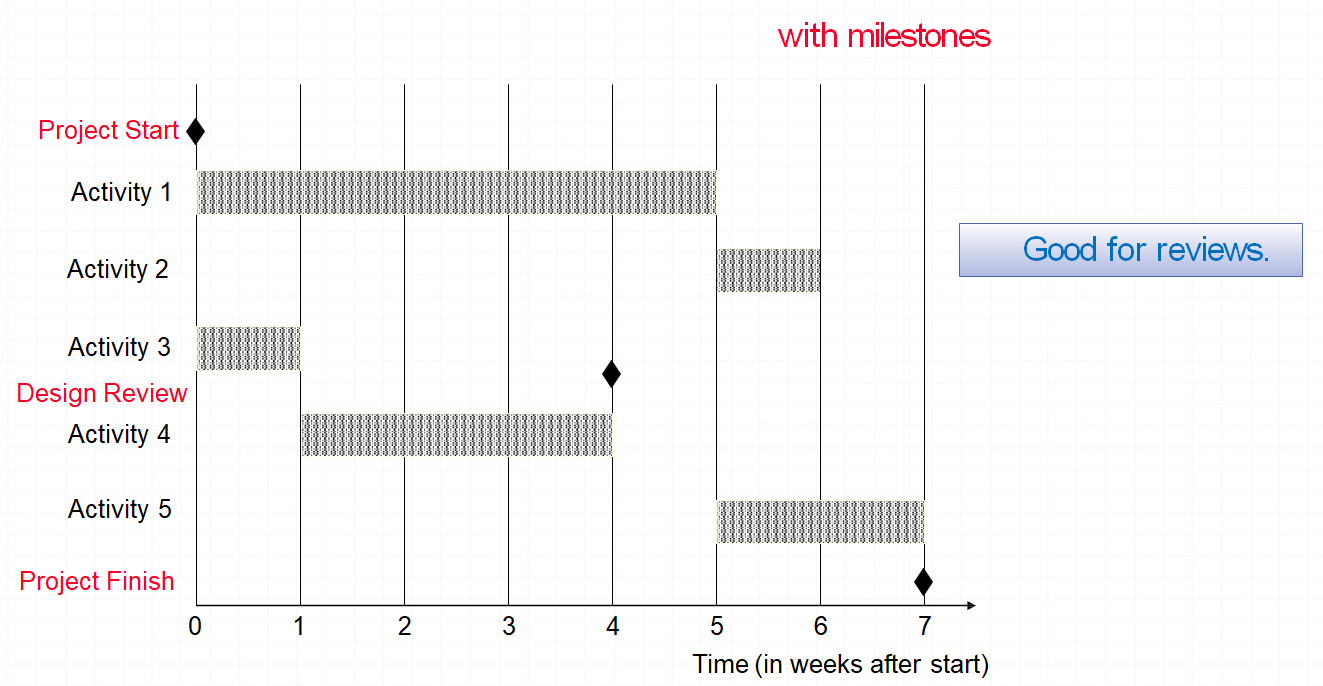 with milestones
Project Start
Activity 1
Activity 2
Good for reviews.
Activity 3
Design Review
Activity 4
Activity 5
Project Finish
0 1 2 3 4 5 6 7
Time (in weeks after start)